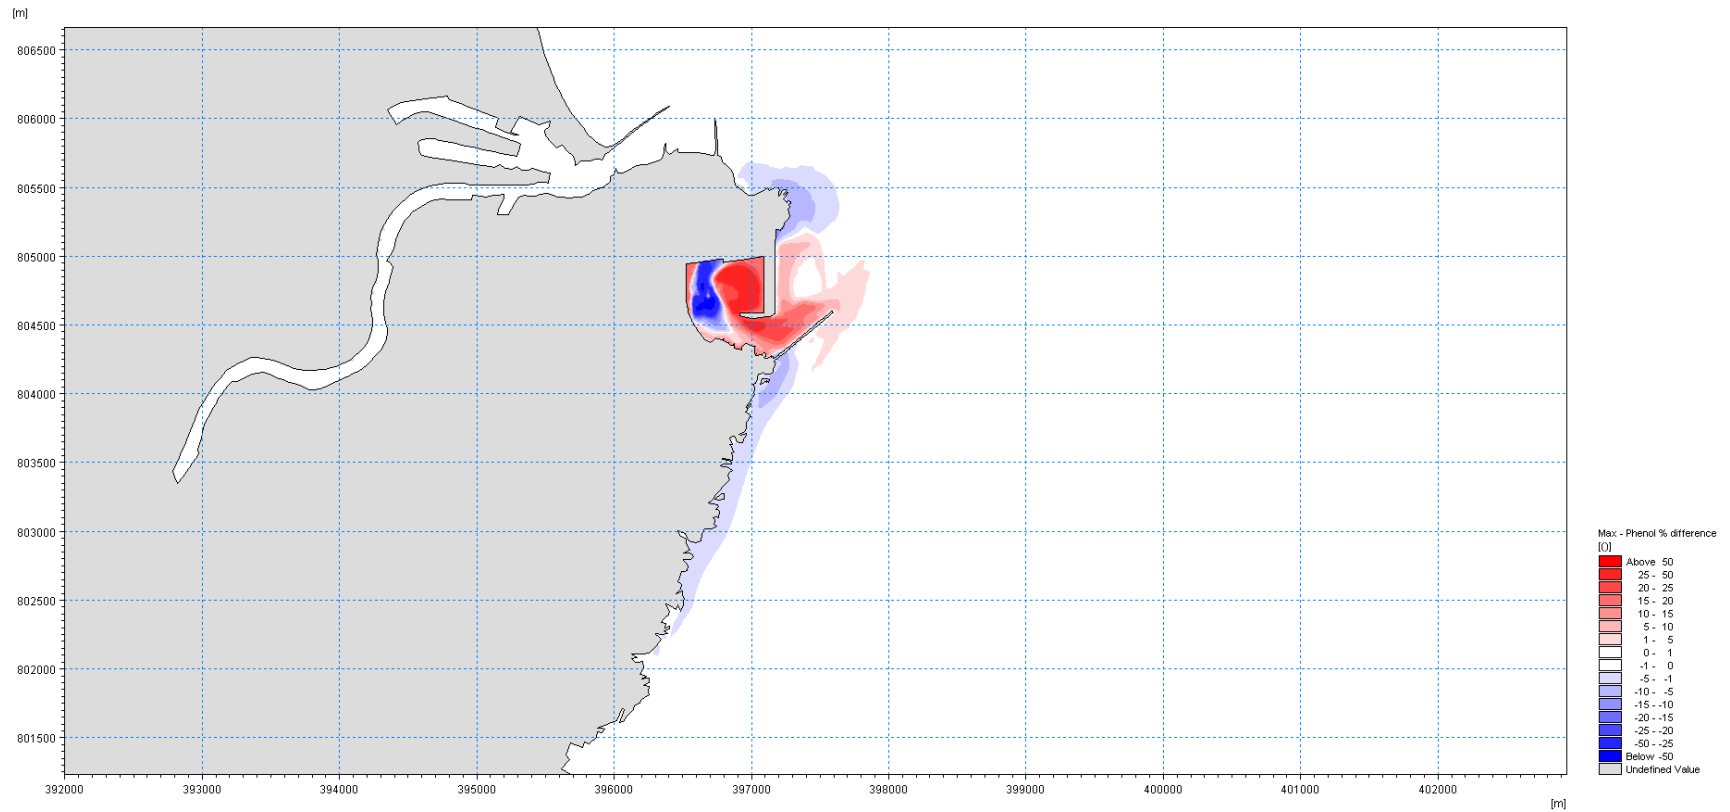 [m]
806500
806000
805500
805000
804500
804000
803500
803000
802500
802000
801500
392000 393000 394000 395000 396000 397000 398000 399000 400000 401000 402000
[m]
Max - Phenol % difference
[()]
Above 50
25 - 50
20 - 25
15 - 20
10 - 15
5 - 10
1 - 5
0 - 1
-1 - 0
-5 - -1
-10 - -5
-15 - -10
-20 - -15
-25 - -20
-50 - -25
Below -50
Undefined Value